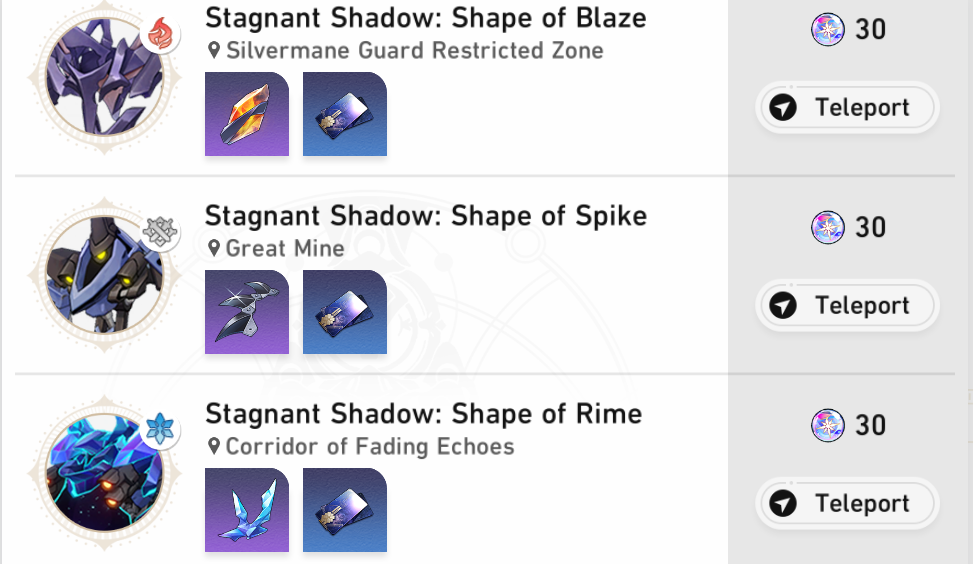 Stagnant Shadow: Shape of Blaze
Silvermane Guard Restricted Zone
30
Teleport
Stagnant Shadow: Shape of Spike
Great Mine
30
Teleport
Stagnant Shadow: Shape of Rime
Corridor of Fading Echoes
30
Teleport